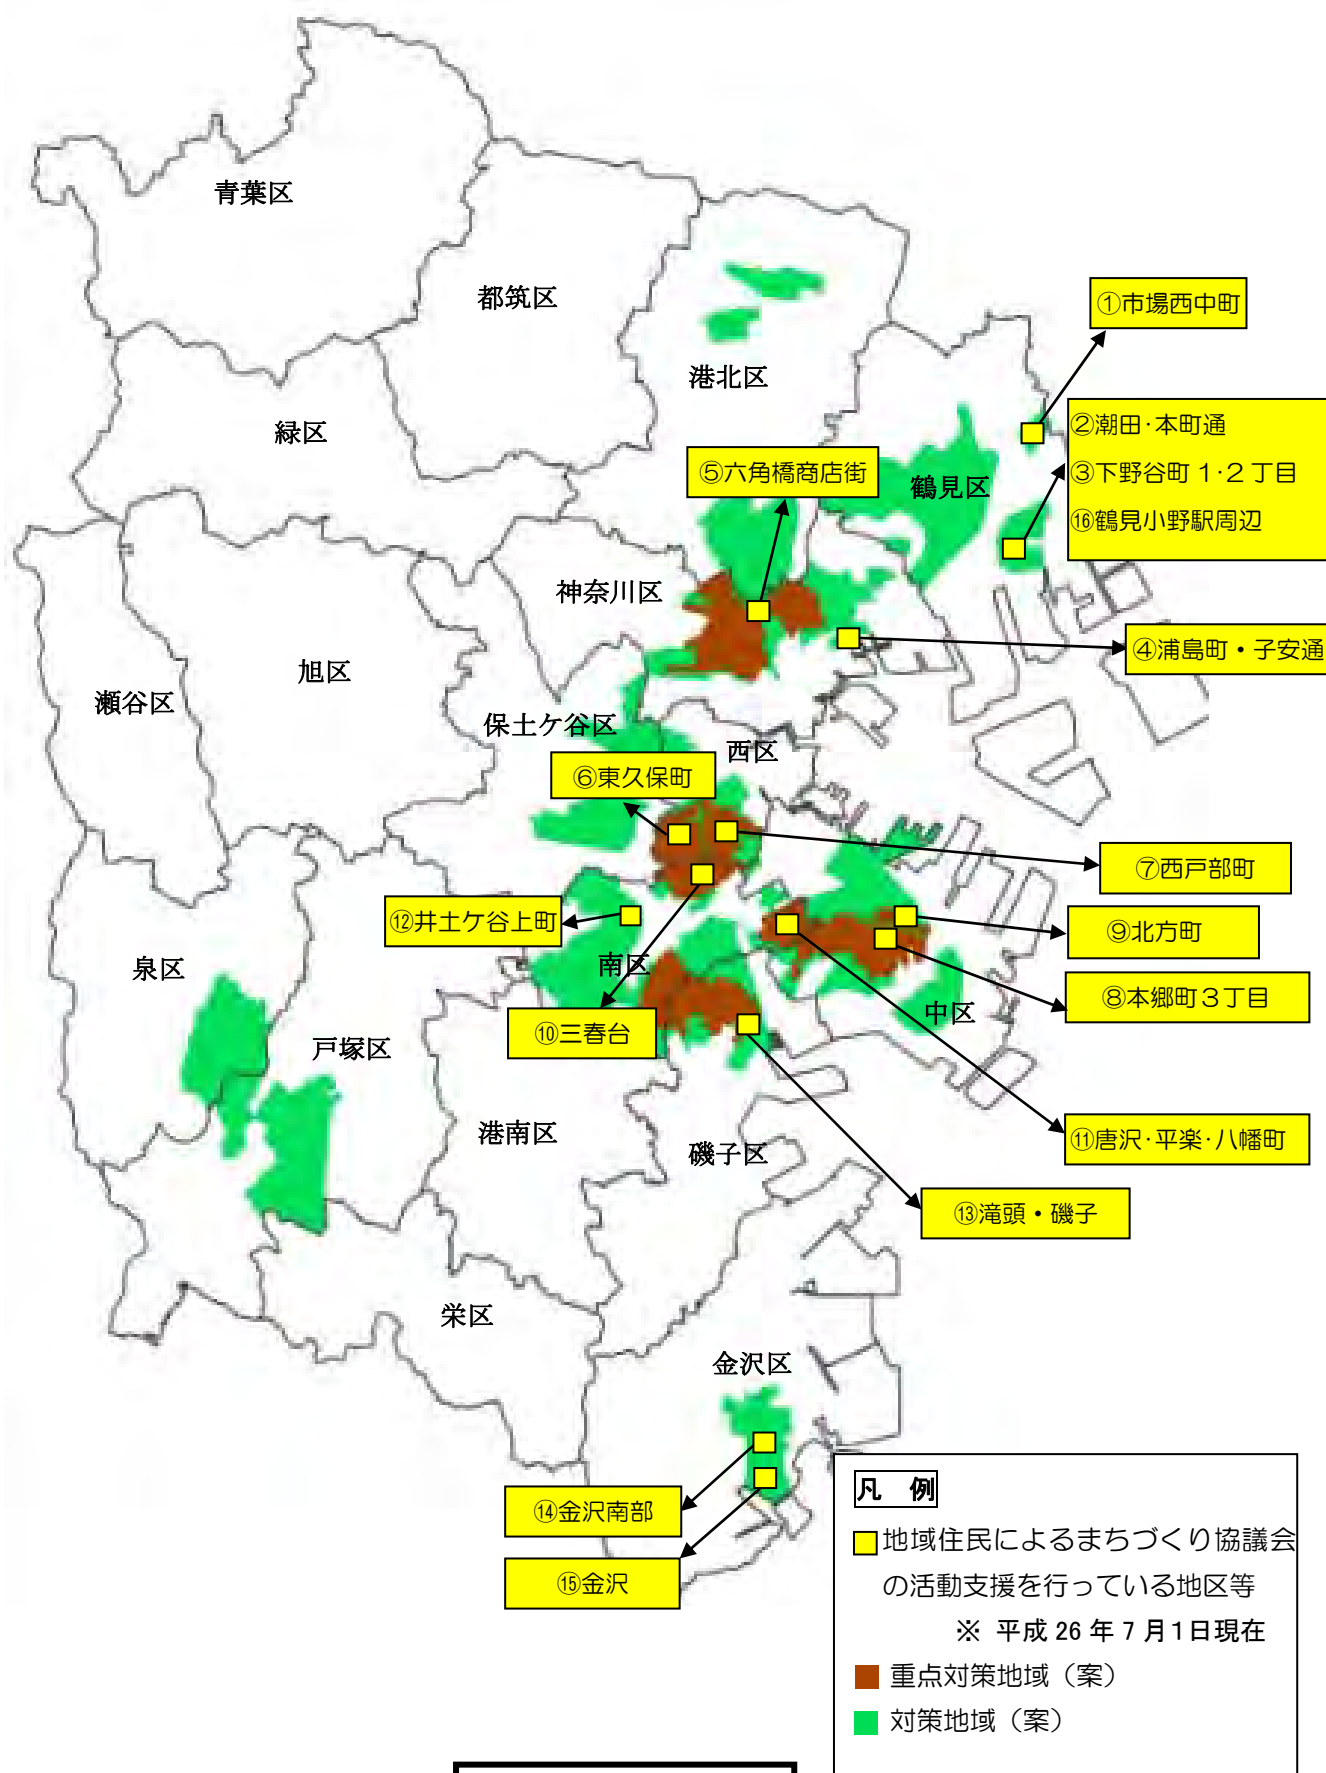 青葉区
都筑区
①市場西中町
港北区
緑区
②潮田・本町通
③下野谷町 1・2 丁目
⑯鶴見小野駅周辺
⑤六角橋商店街
鶴見区
神奈川区
④浦島町・子安通
旭区
瀬谷区
保土ケ谷区
西区
⑥東久保町
⑦西戸部町
⑫井土ケ谷上町
⑨北方町
泉区
南区
⑧本郷町３丁目
中区
⑩三春台
戸塚区
港南区
⑪唐沢・平楽・八幡町
磯子区
⑬滝頭・磯子
栄区
金沢区
⑭金沢南部
⑮金沢
凡 例
地域住民によるまちづくり協議会
の活動支援を行っている地区等
※ 平成 26 年 7 月1日現在
重点対策地域（案）
対策地域（案）